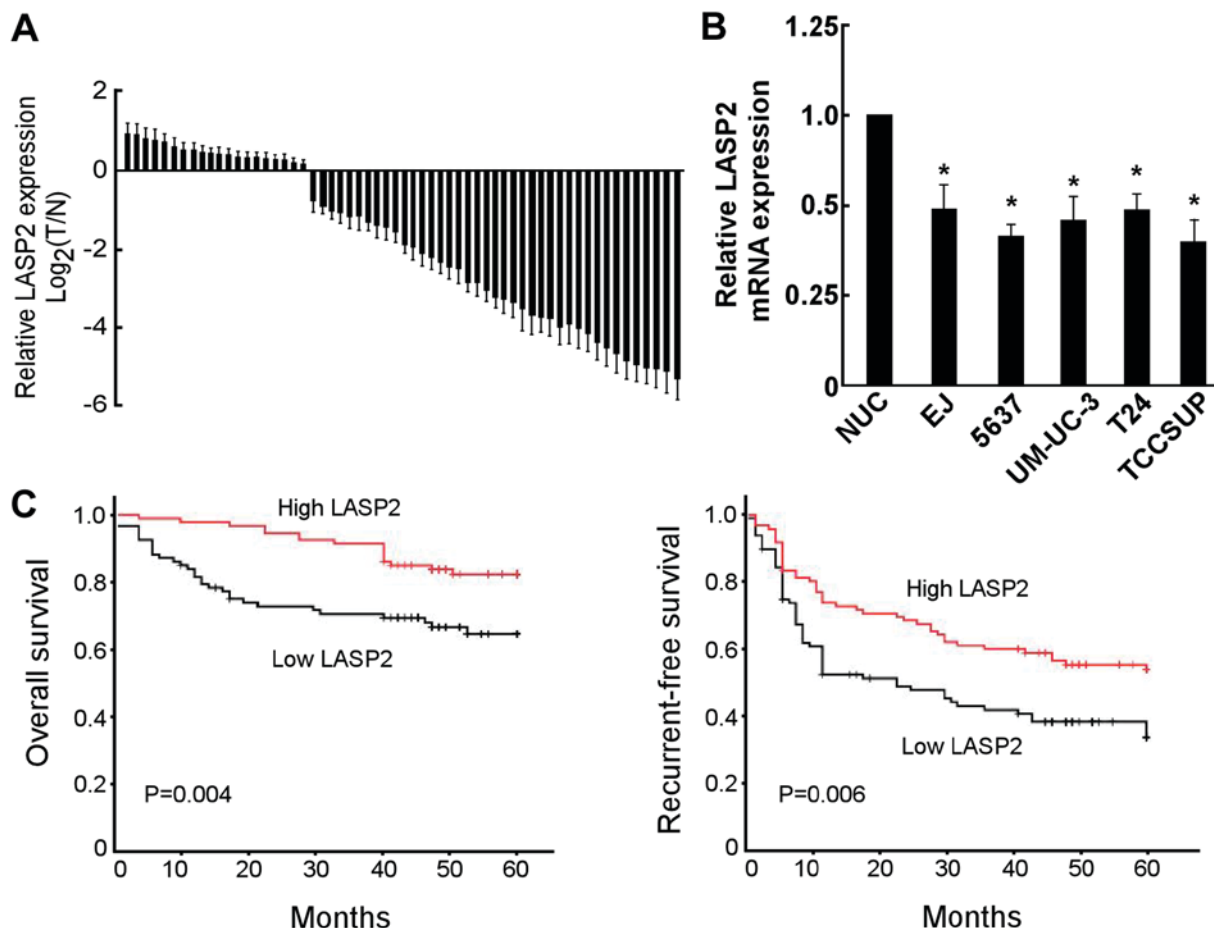 A
Relative LASP2 expression
Log2(T/N)
2
0
-2
-4
-6
B
Relative LASP2
mRNA expression
1.25
1.0
0.5
0.25
0
*
*
*
*
*
NUC
EJ
5637
UM-UC-3
T24
TCCSUP
C
Overall survival
1.0
0.8
0.6
0.4
0.2
0
High LASP2
Low LASP2
P=0.004
0 10 20 30 40 50 60
Months
Recurrent-free survival
1.0
0.8
0.6
0.4
0.2
0
High LASP2
Low LASP2
P=0.006
0 10 20 30 40 50 60
Months